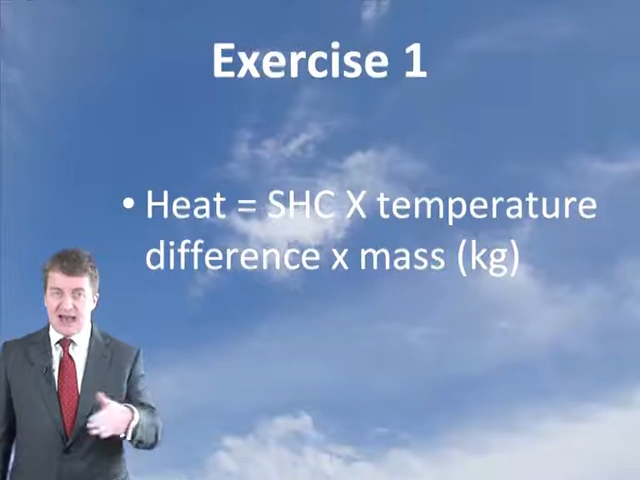 Exercise 1
• Heat = SHC X temperature
difference x mass (kg)